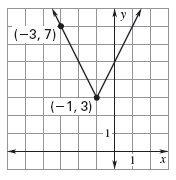 y
(−3, 7)
(−1, 3)
1
1
x